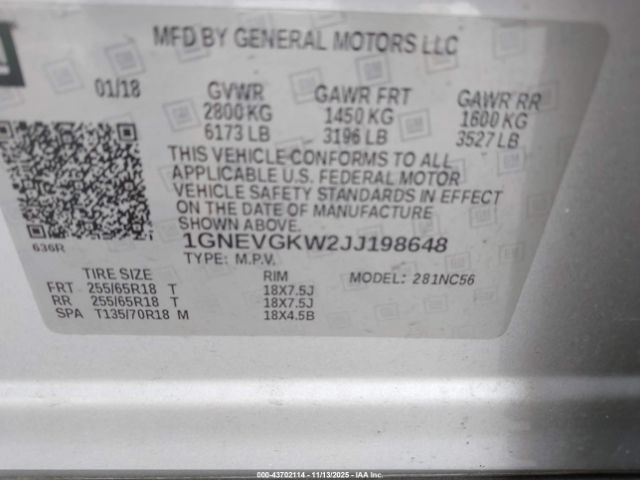 MFD BY GENERAL MOTORS LLC
01/18 GVWR GAWR FRT GAWR RR
2800 KG 1450 KG 1600 KG
6173 LB 3196 LB 3527 LB
THIS VEHICLE CONFORMS TO ALL
APPLICABLE U.S. FEDERAL MOTOR
VEHICLE SAFETY STANDARDS IN EFFECT
ON THE DATE OF MANUFACTURE
SHOWN ABOVE.
636R 1GNEVGKW2JJ198648
TYPE: M.P.V.
TIRE SIZE RIM MODEL: 281NC56
FRT 255/65R18 T 18X7.5J
RR 255/65R18 T 18X7.5J
SPA T135/70R18 M 18X4.5B
000-43702114 - 11/13/2025 - IAA Inc.